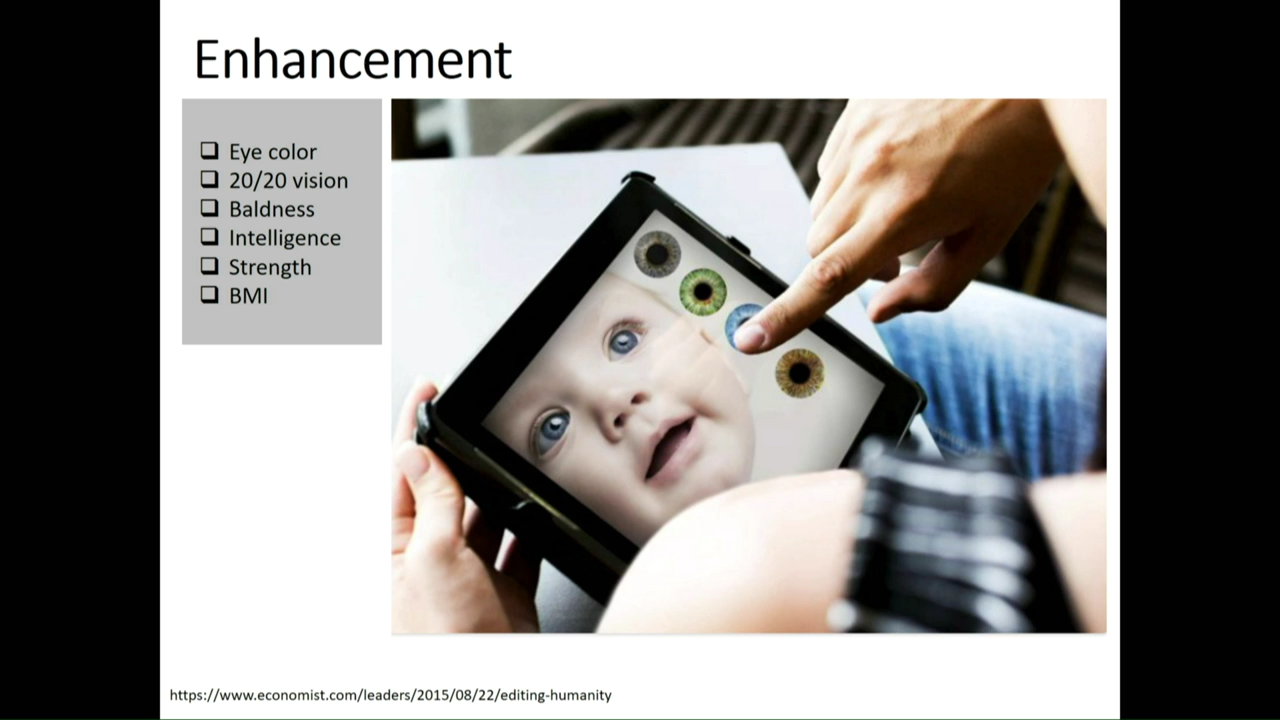 Enhancement
Eye color
20/20 vision
Baldness
Intelligence
Strength
BMI
https://www.economist.com/leaders/2015/08/22/editing-humanity